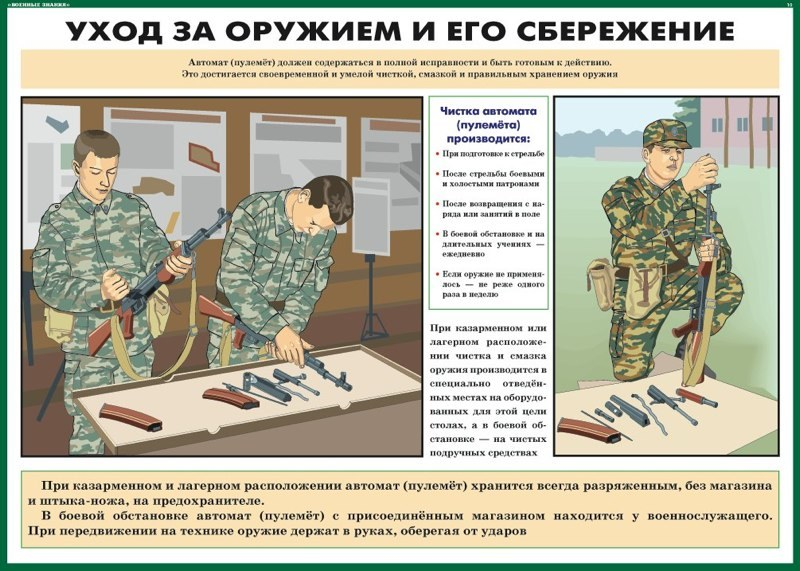 «ВОЕННЫЕ ЗНАНИЯ»
УХОД ЗА ОРУЖИЕМ И ЕГО СБЕРЕЖЕНИЕ
Автомат (пулемёт) должен содержаться в полной исправности и быть готовым к действию.
Это достигается своевременной и умелой чисткой, смазкой и правильным хранением оружия
Чистка автомата
(пулемёта)
производится:
• При подготовке к стрельбе
• После стрельбы боевыми
и холостыми патронами
• После возвращения с на-
ряда или занятий в поле
• В боевой обстановке и на
длительных учениях —
ежедневно
• Если оружие не применя-
лось — не реже одного
раза в неделю
При казарменном или
лагерном расположе-
нии чистка и смазка
оружия производится в
специально отведён-
ных местах на оборудо-
ванных для этой цели
столах, а в боевой об-
становке — на чистых
подручных средствах
При казарменном и лагерном расположении автомат (пулемёт) хранится всегда разряженным, без магазина
и штыка-ножа, на предохранителе.
В боевой обстановке автомат (пулемёт) с присоединённым магазином находится у военнослужащего.
При передвижении на технике оружие держат в руках, оберегая от ударов